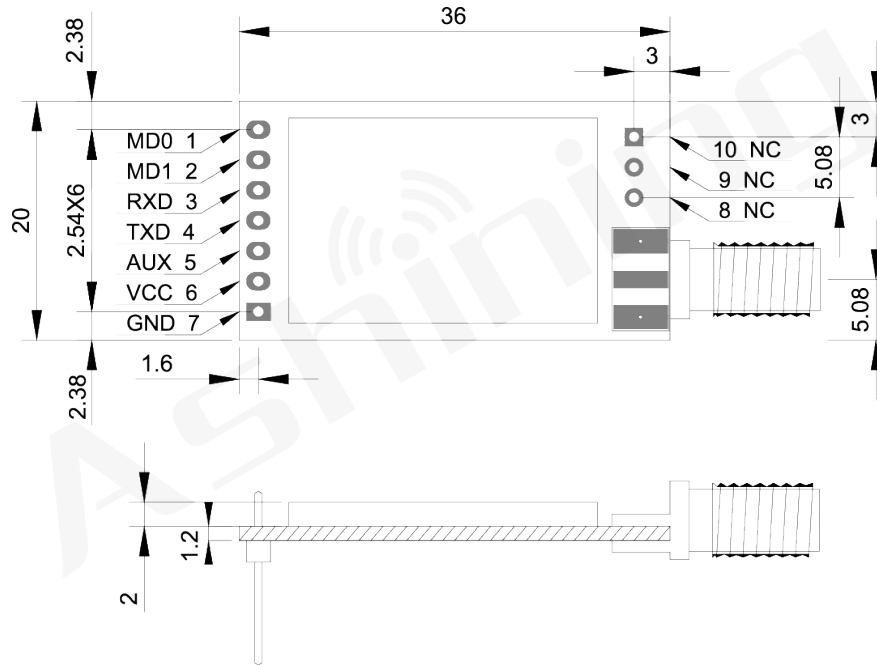 36
2.38
3
MD0 1
MD1 2
RXD 3
TXD 4
AUX 5
VCC 6
GND 7
20
2.54X6
10 NC
9 NC
8 NC
3
5.08
5.08
1.6
2.38
Ashining
1.2
2